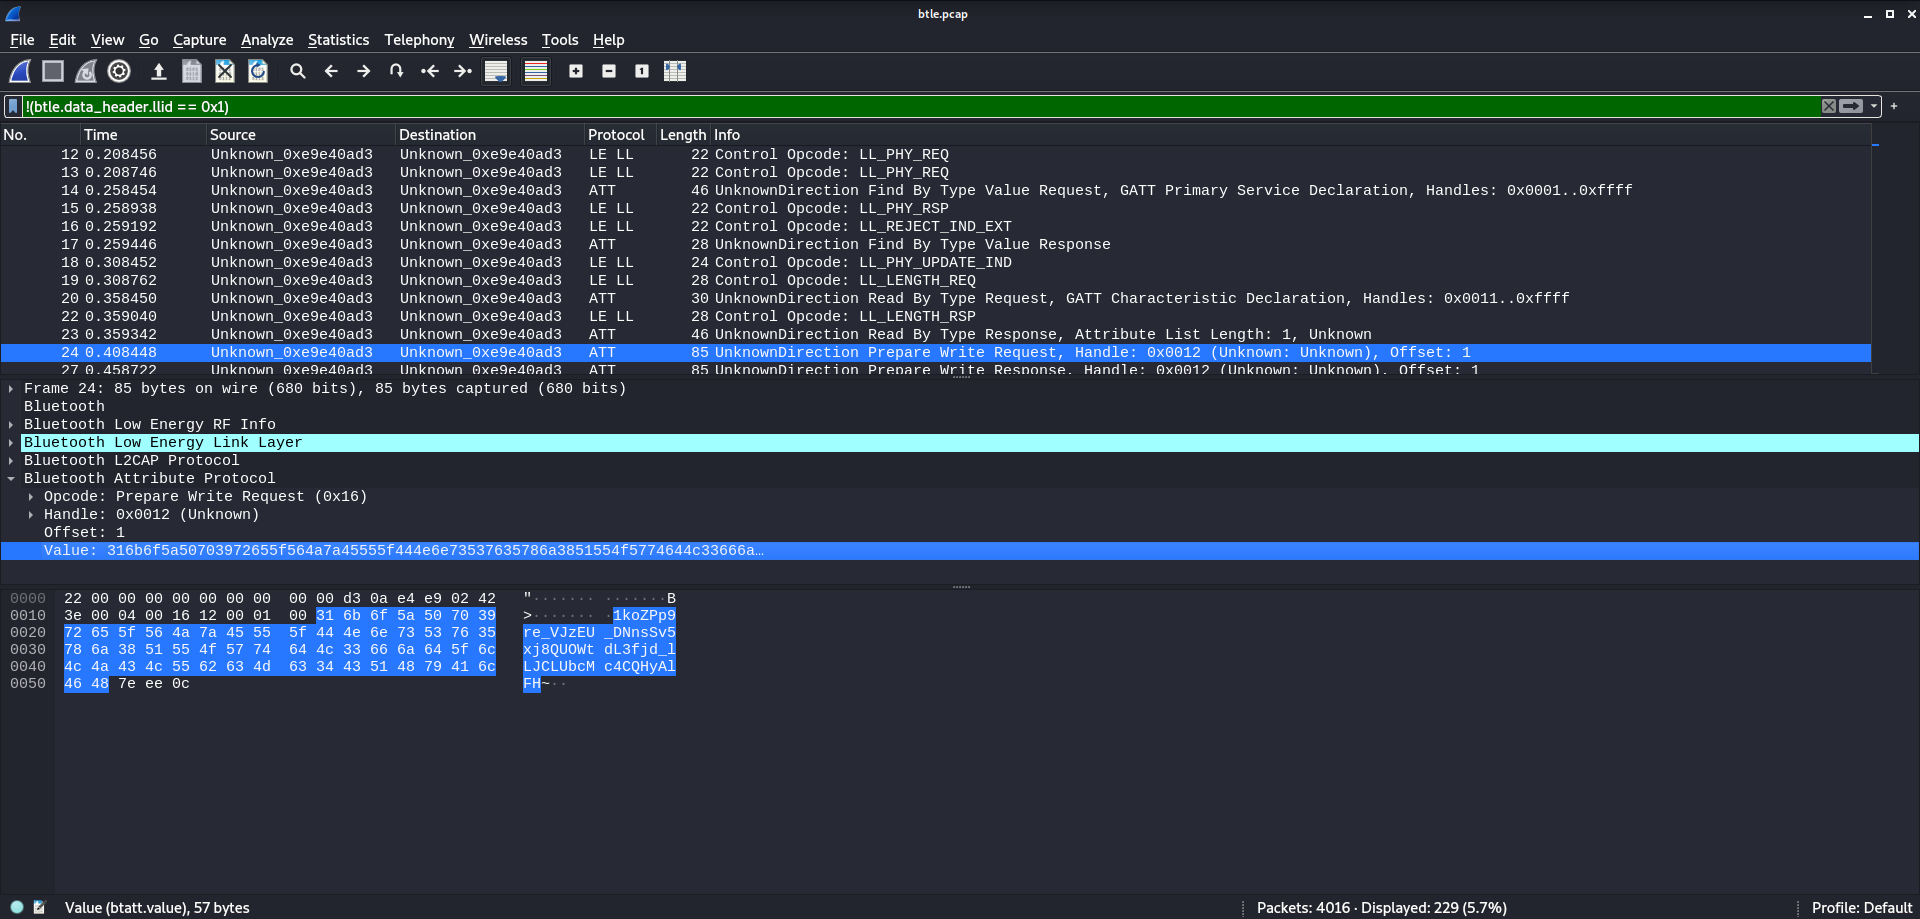 btle.pcap
File Edit View Go Capture Analyze Statistics Telephony Wireless Tools Help
!(btle.data_header.llid == 0x1)
No. Time Source Destination Protocol Length Info
12 0.208456 Unknown_0xe9e40ad3 Unknown_0xe9e40ad3 LE LL 22 Control Opcode: LL_PHY_REQ
13 0.208746 Unknown_0xe9e40ad3 Unknown_0xe9e40ad3 LE LL 22 Control Opcode: LL_PHY_REQ
14 0.258454 Unknown_0xe9e40ad3 Unknown_0xe9e40ad3 ATT 46 UnknownDirection Find By Type Value Request, GATT Primary Service Declaration, Handles: 0x0001..0xffff
15 0.258938 Unknown_0xe9e40ad3 Unknown_0xe9e40ad3 LE LL 22 Control Opcode: LL_PHY_RSP
16 0.259192 Unknown_0xe9e40ad3 Unknown_0xe9e40ad3 LE LL 22 Control Opcode: LL_REJECT_IND_EXT
17 0.259446 Unknown_0xe9e40ad3 Unknown_0xe9e40ad3 ATT 28 UnknownDirection Find By Type Value Response
18 0.308452 Unknown_0xe9e40ad3 Unknown_0xe9e40ad3 LE LL 24 Control Opcode: LL_PHY_UPDATE_IND
19 0.308762 Unknown_0xe9e40ad3 Unknown_0xe9e40ad3 LE LL 28 Control Opcode: LL_LENGTH_REQ
20 0.358450 Unknown_0xe9e40ad3 Unknown_0xe9e40ad3 ATT 30 UnknownDirection Read By Type Request, GATT Characteristic Declaration, Handles: 0x0011..0xffff
22 0.359040 Unknown_0xe9e40ad3 Unknown_0xe9e40ad3 LE LL 28 Control Opcode: LL_LENGTH_RSP
23 0.359342 Unknown_0xe9e40ad3 Unknown_0xe9e40ad3 ATT 46 UnknownDirection Read By Type Response, Attribute List Length: 1, Unknown
24 0.408448 Unknown_0xe9e40ad3 Unknown_0xe9e40ad3 ATT 85 UnknownDirection Prepare Write Request, Handle: 0x0012 (Unknown: Unknown), Offset: 1
27 0.458722 Unknown_0xe9e40ad3 Unknown_0xe9e40ad3 ATT 85 UnknownDirection Prepare Write Response, Handle: 0x0012 (Unknown: Unknown), Offset: 1
Frame 24: 85 bytes on wire (680 bits), 85 bytes captured (680 bits)
Bluetooth
Bluetooth Low Energy RF Info
Bluetooth Low Energy Link Layer
Bluetooth L2CAP Protocol
Bluetooth Attribute Protocol
Opcode: Prepare Write Request (0x16)
Handle: 0x0012 (Unknown)
Offset: 1
Value: 316b6f5a50703972655f564a7a45555f444e6e73537635786a3851554f5774644c33666a…
0000 22 00 00 00 00 00 00 00 00 00 d3 0a e4 e9 02 42 "······· ·······B
0010 3e 00 04 00 16 12 00 01 00 31 6b 6f 5a 50 70 39 >······· ·1koZPp9
0020 72 65 5f 56 4a 7a 45 55 5f 44 4e 6e 73 53 76 35 re_VJzEU _DNnsSv5
0030 78 6a 38 51 55 4f 57 74 64 4c 33 66 6a 64 5f 6c xj8QUOWt dL3fjd_l
0040 4c 4a 43 4c 55 62 63 4d 63 34 43 51 48 79 41 6c LJCLUbcM c4CQHyAl
0050 46 48 7e ee 0c FH~··
Value (btatt.value), 57 bytes
Packets: 4016 · Displayed: 229 (5.7%)
Profile: Default